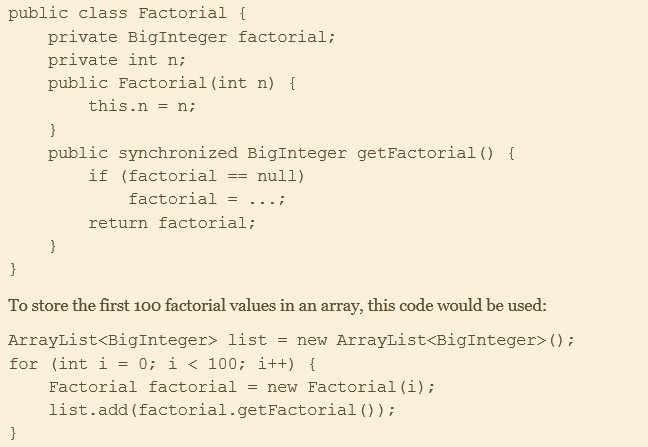 public class Factorial {
    private BigInteger factorial;
    private int n;
    public Factorial(int n) {
        this.n = n;
    }
    public synchronized BigInteger getFactorial() {
        if (factorial == null)
            factorial = ...;
        return factorial;
    }
}
To store the first 100 factorial values in an array, this code would be used:
ArrayList<BigInteger> list = new ArrayList<BigInteger>();
for (int i = 0; i < 100; i++) {
    Factorial factorial = new Factorial(i);
    list.add(factorial.getFactorial());
}